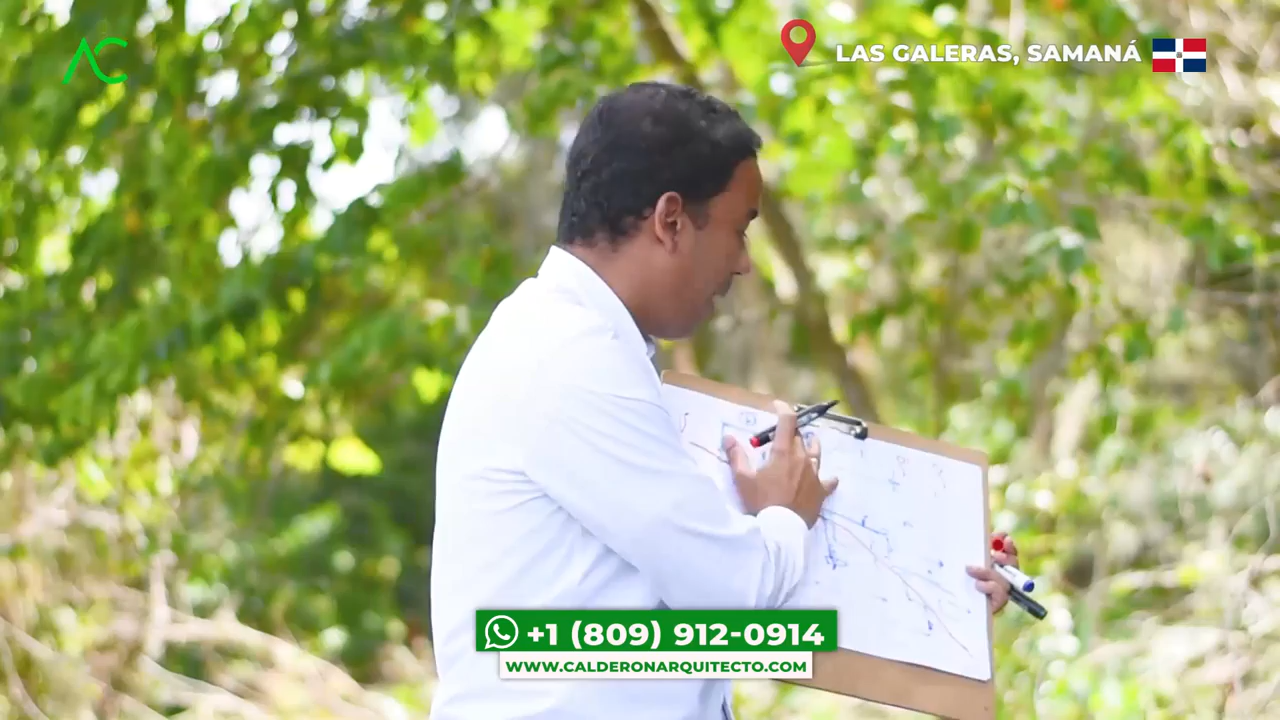 AC
LAS GALERAS, SAMANÁ
+1 (809) 912-0914
WWW.CALDERONARQUITECTO.COM